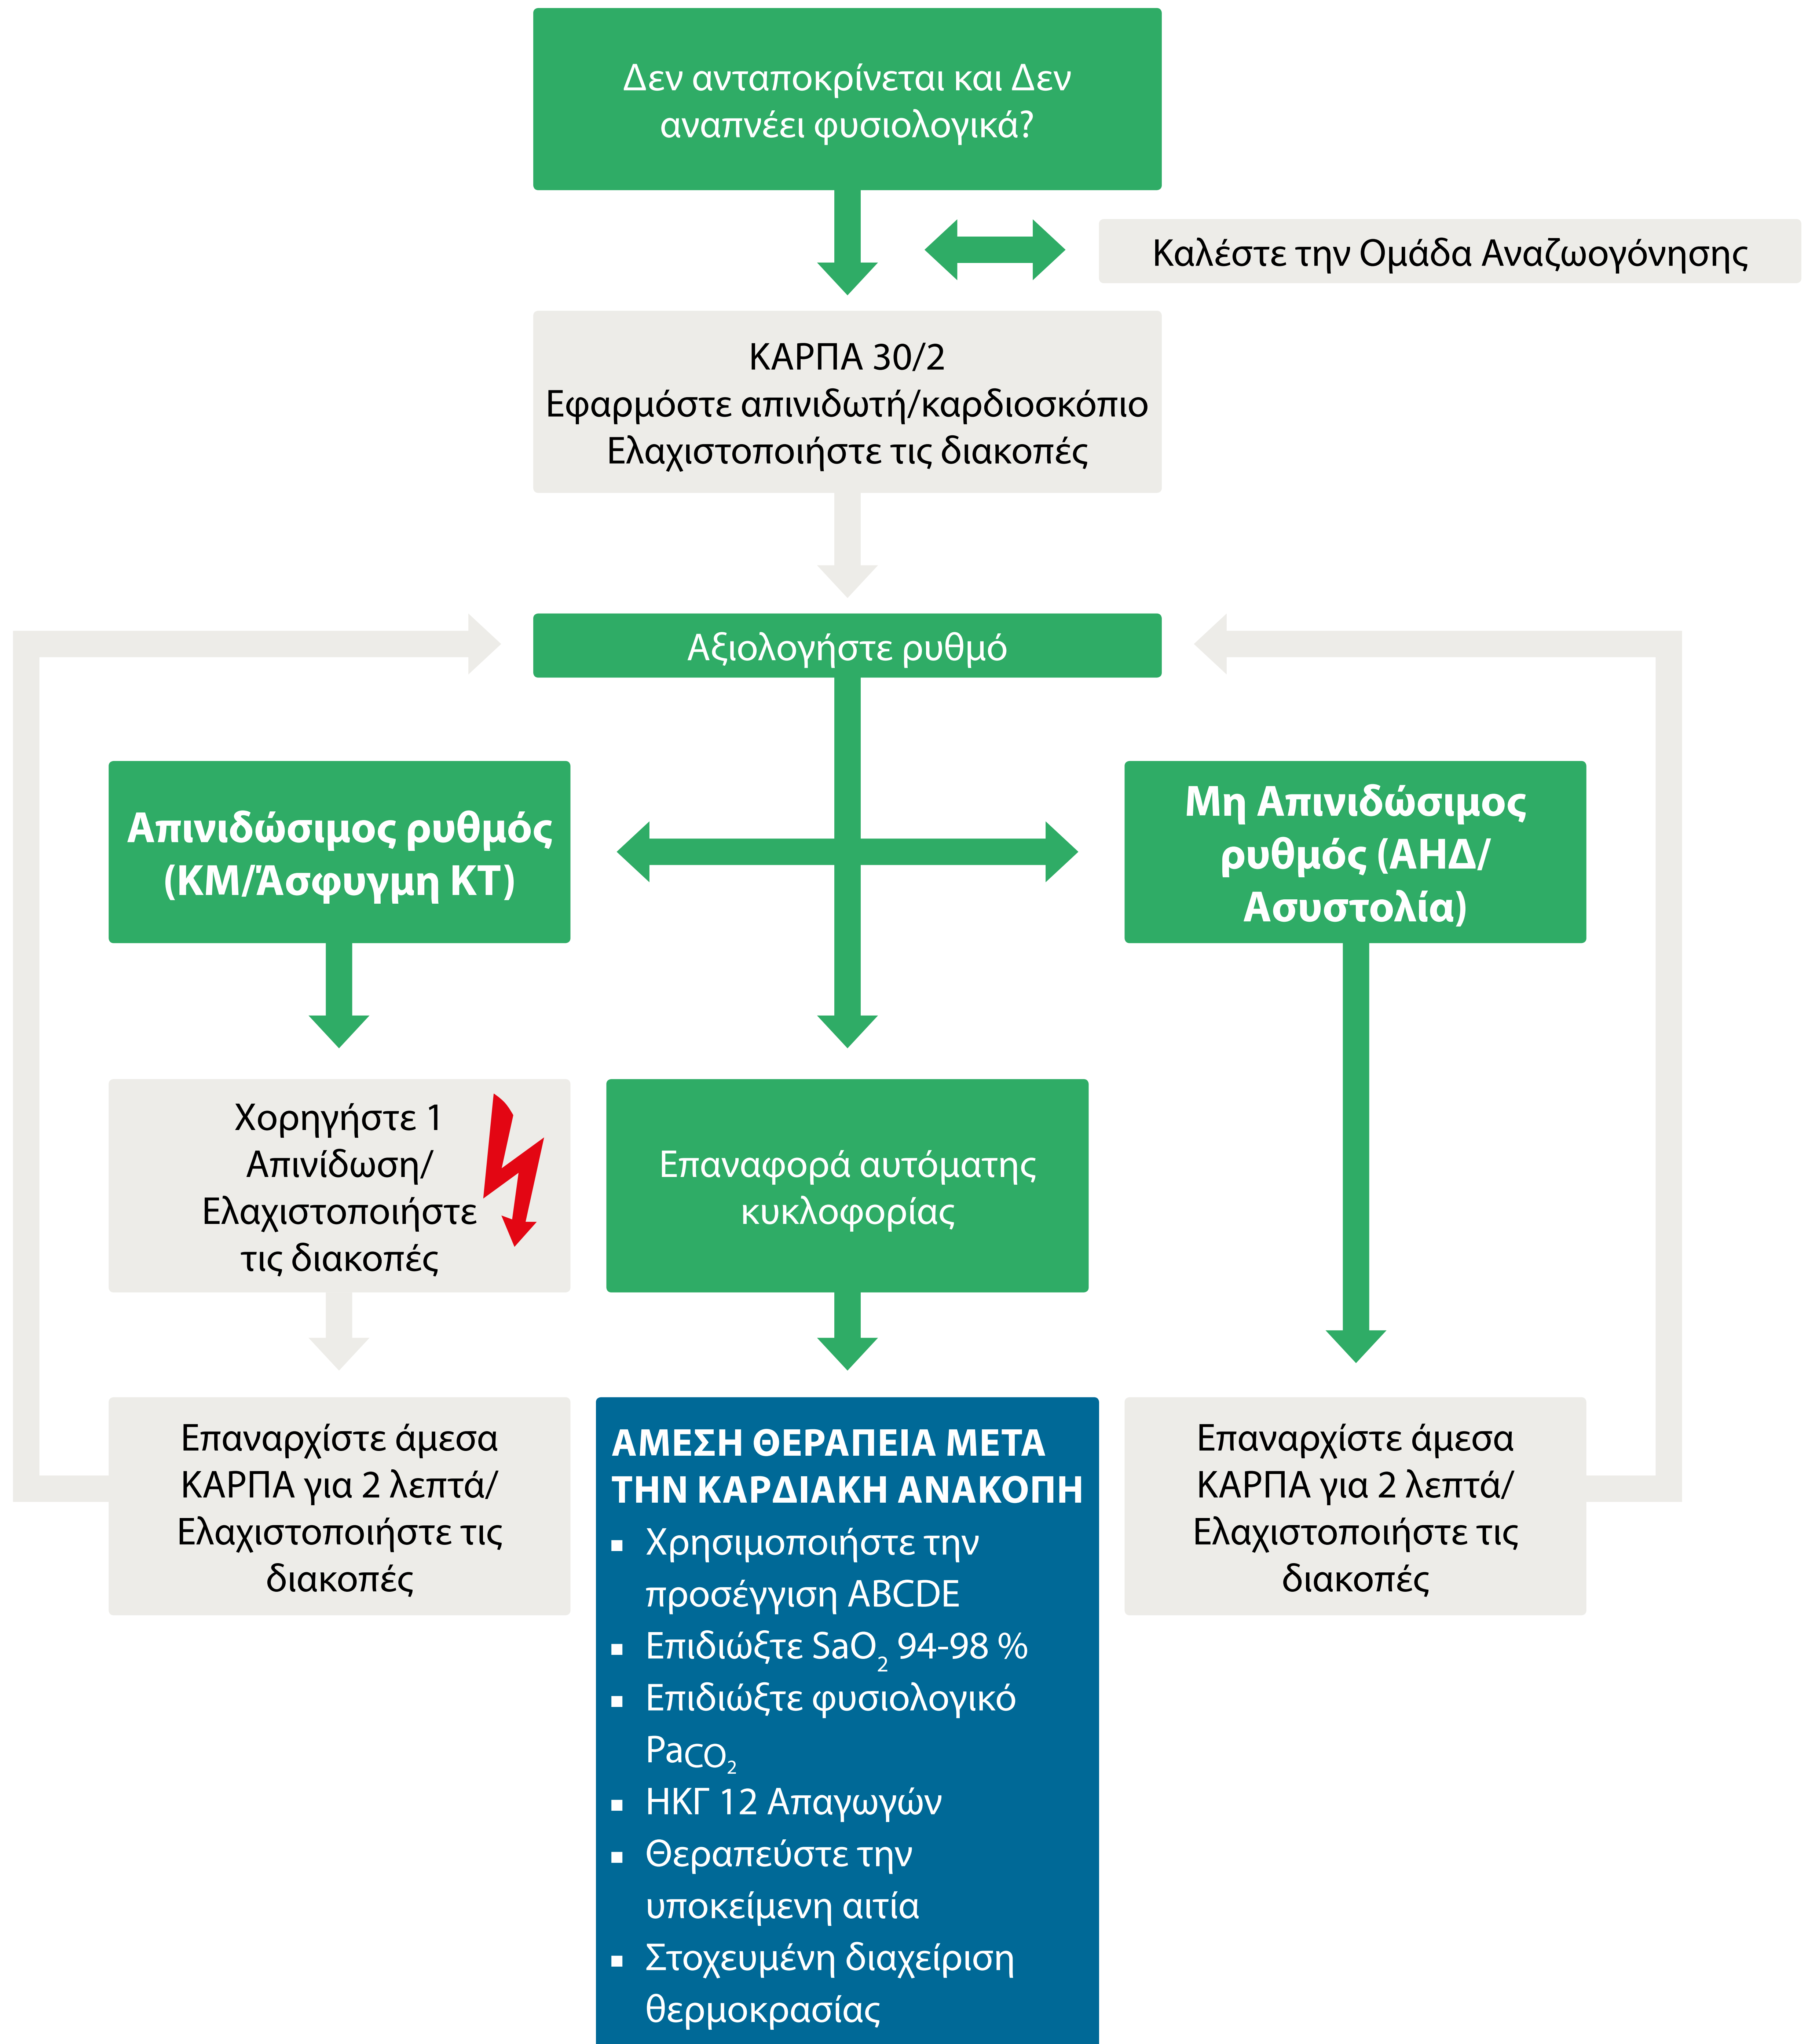 Δεν ανταποκρίνεται και Δεν
αναπνέει φυσιολογικά?
Καλέστε την Ομάδα Αναζωογόνησης
ΚΑΡΠΑ 30/2
Εφαρμόστε απινιδωτή/καρδιοσκόπιο
Ελαχιστοποιήστε τις διακοπές
Αξιολογήστε ρυθμό
Απινιδώσιμος ρυθμός
(ΚΜ/Άσφυγμη ΚΤ)
Μη Απινιδώσιμος
ρυθμός (ΑΗΔ/
Ασυστολία)
Χορηγήστε 1
Απινίδωση/
Ελαχιστοποιήστε
τις διακοπές
Επαναφορά αυτόματης
κυκλοφορίας
Επαναρχίστε άμεσα
ΚΑΡΠΑ για 2 λεπτά/
Ελαχιστοποιήστε τις
διακοπές
ΑΜΕΣΗ ΘΕΡΑΠΕΙΑ ΜΕΤΑ
ΤΗΝ ΚΑΡΔΙΑΚΗ ΑΝΑΚΟΠΗ
▪ Χρησιμοποιήστε την
προσέγγιση ABCDE
▪ Επιδιώξτε SaO₂ 94-98 %
▪ Επιδιώξτε φυσιολογικό
PaCO₂
▪ ΗΚΓ 12 Απαγωγών
▪ Θεραπεύστε την
υποκείμενη αιτία
▪ Στοχευμένη διαχείριση
θερμοκρασίας
Επαναρχίστε άμεσα
ΚΑΡΠΑ για 2 λεπτά/
Ελαχιστοποιήστε τις
διακοπές